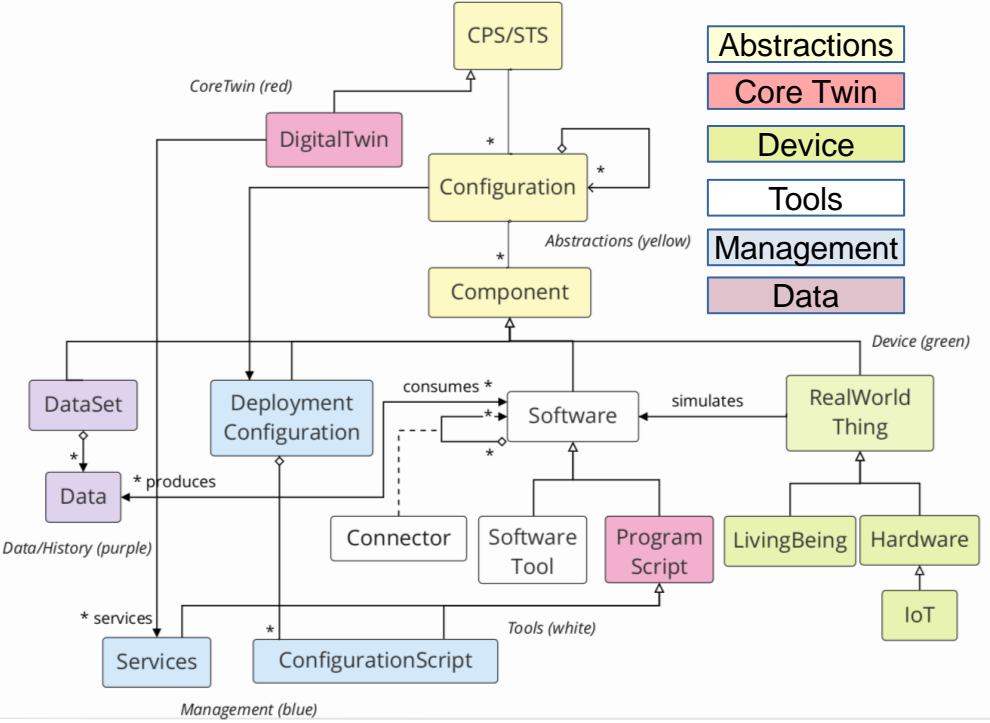 CPS/STS
Abstractions
CoreTwin (red)
Core Twin
DigitalTwin
*
Device
*
Configuration
Tools
Abstractions (yellow)
Management
*
Component
Data
Device (green)
DataSet
Deployment
Configuration
consumes *
*
*
Software
simulates
RealWorld
Thing
*
Data
* produces
Data/History (purple)
Connector
Software
Tool
Program
Script
LivingBeing
Hardware
IoT
* services
*
Tools (white)
Services
ConfigurationScript
Management (blue)